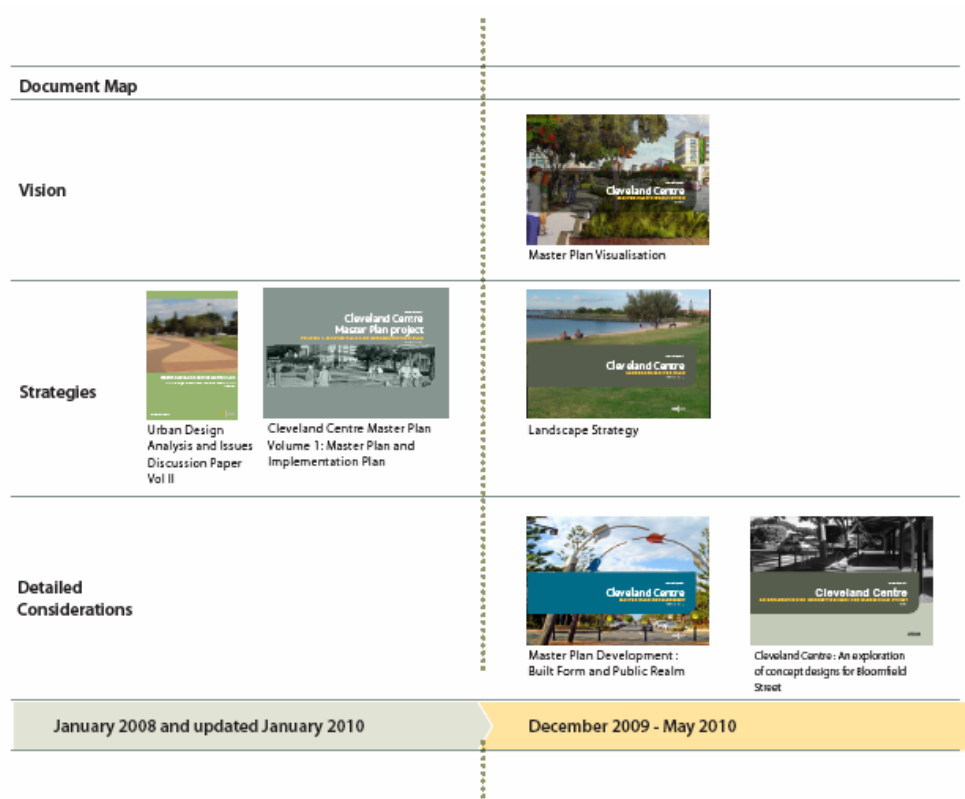 Document Map
Vision
Cleveland Centre
Master Plan Visualisation
Strategies
Cleveland Centre
Master Plan project
Urban Design
Analysis and Issues
Discussion Paper
Vol II
Cleveland Centre Master Plan
Volume 1: Master Plan and
Implementation Plan
Cleveland Centre
Landscape Strategy
Detailed
Considerations
Cleveland Centre
Master Plan Development :
Built Form and Public Realm
Cleveland Centre
Cleveland Centre : An exploration
of concept designs for Bloomfield
Street
January 2008 and updated January 2010
December 2009 - May 2010